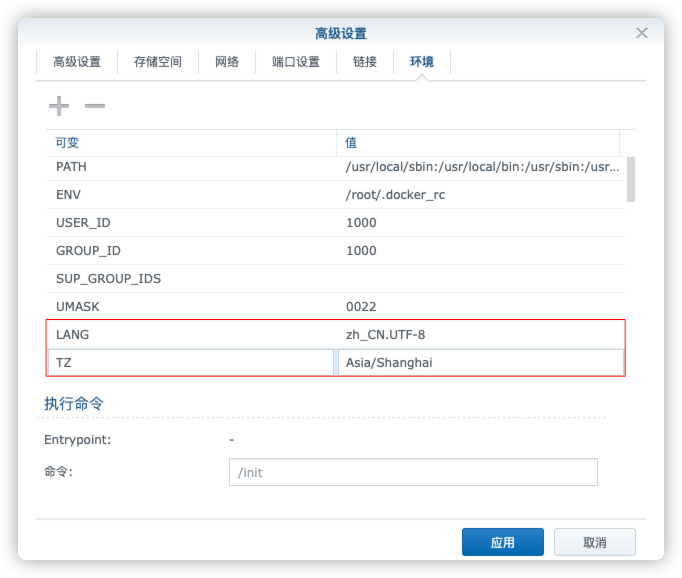 高级设置
高级设置 存储空间 网络 端口设置 链接 环境
可变 值
PATH /usr/local/sbin:/usr/local/bin:/usr/sbin:/usr...
ENV /root/.docker_rc
USER_ID 1000
GROUP_ID 1000
SUP_GROUP_IDS
UMASK 0022
LANG zh_CN.UTF-8
TZ Asia/Shanghai
执行命令
Entrypoint: -
命令: /init
应用 取消